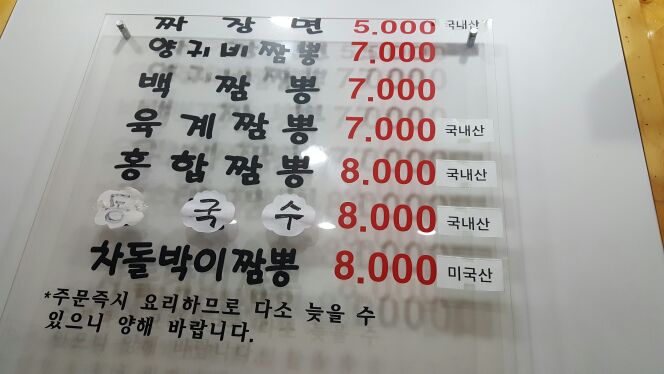 짜장면 5.000 국내산
양귀비짬뽕 7.000
백짬뽕 7.000
육계짬뽕 7.000 국내산
홍합짬뽕 8.000 국내산
국수 8.000 국내산
차돌박이짬뽕 8.000 미국산
*주문즉시 요리하므로 다소 늦을 수
있으니 양해 바랍니다.